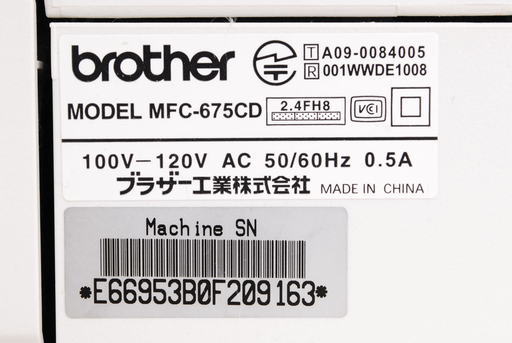 brother T A09-0084005
R 001WWDE1008
MODEL MFC-675CD 2.4FH8 VCI
100V-120V AC 50/60Hz 0.5A
ブラザー工業株式会社 MADE IN CHINA
Machine SN
*E66953B0F209163*